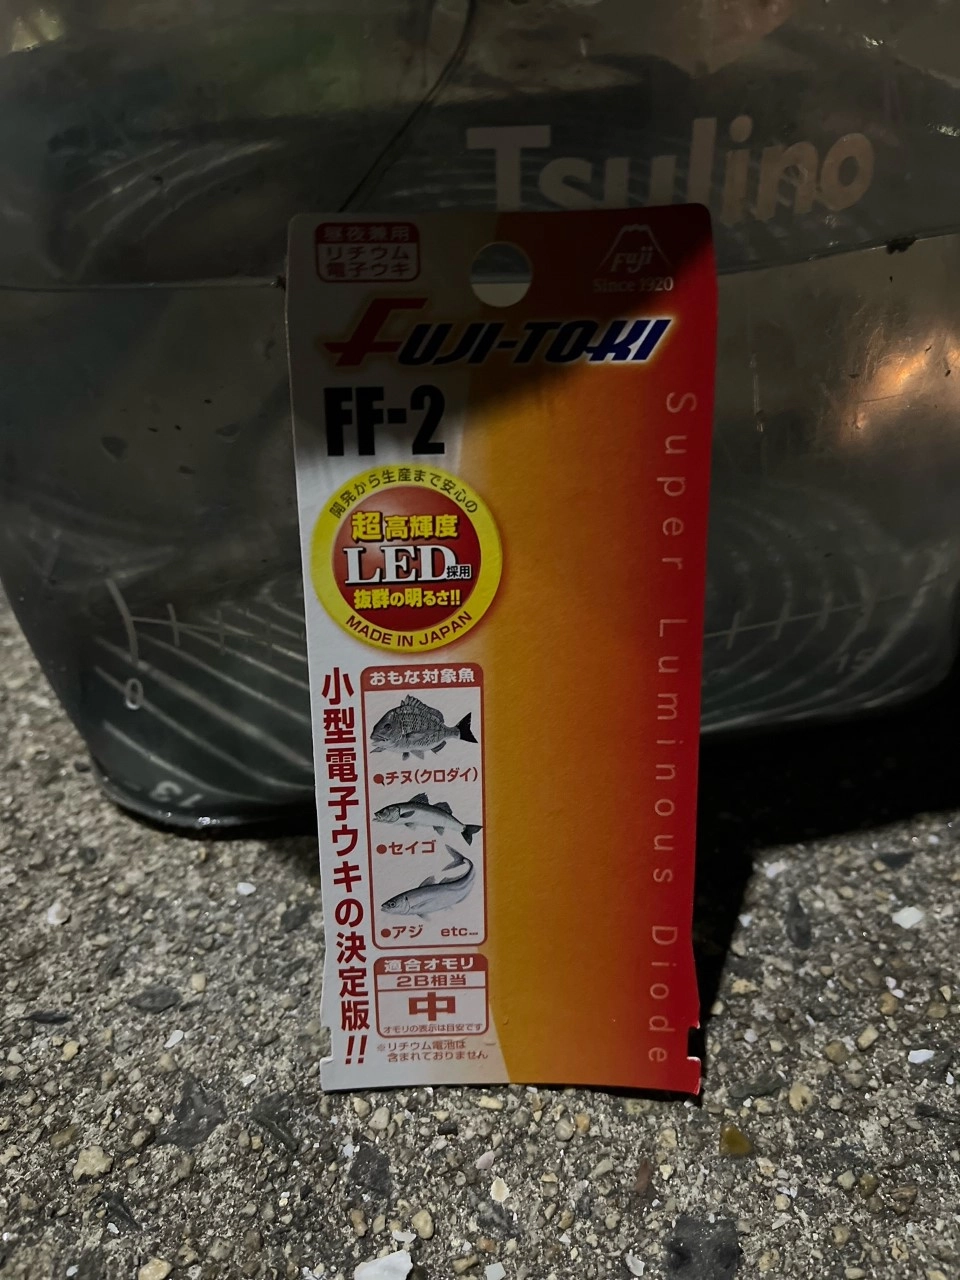 Tsulino
昼夜兼用
リチウム
電子ウキ
Fuji
Since 1920
FUJI-TOKI
FF-2
開発から生産まで安心の
超高輝度
LED採用
抜群の明るさ!!
MADE IN JAPAN
小型電子ウキの決定版!!
おもな対象魚
●チヌ(クロダイ)
●セイゴ
●アジ etc...
適合オモリ
2B相当
中
オモリの表示は目安です
※リチウム電池は
含まれておりません
Super Luminous Diode
0
13
15